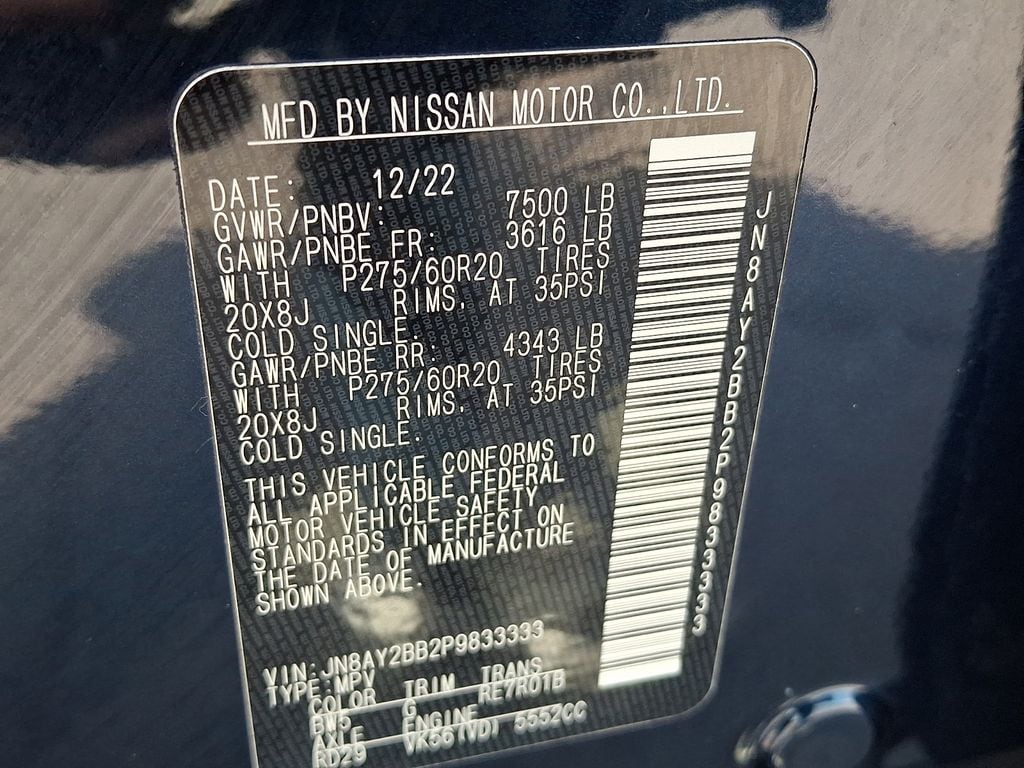 MFD BY NISSAN MOTOR CO.,LTD.
DATE: 12/22
GVWR/PNBV: 7500 LB
GAWR/PNBE FR: 3616 LB
WITH P275/60R20 TIRES
20X8J RIMS, AT 35PSI
COLD SINGLE.
GAWR/PNBE RR: 4343 LB
WITH P275/60R20 TIRES
20X8J RIMS, AT 35PSI
COLD SINGLE.
THIS VEHICLE CONFORMS TO
ALL APPLICABLE FEDERAL
MOTOR VEHICLE SAFETY
STANDARDS IN EFFECT ON
THE DATE OF MANUFACTURE
SHOWN ABOVE.
VIN:JN8AY2BB2P9833333
TYPE:MPV
COLOR TRIM TRANS
BW5 G RE7R01B
AXLE ENGINE
RD29 VK56(VD) 5552CC
JN8AY2BB2P9833333